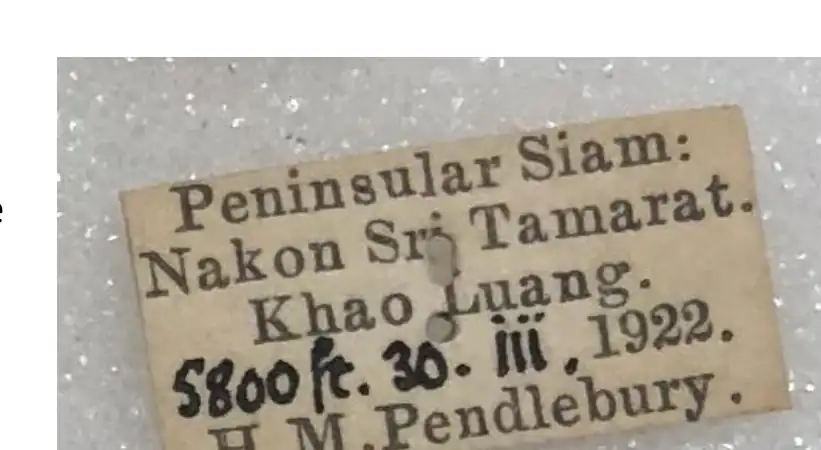 Peninsular Siam:
Nakon Sri Tamarat.
Khao Luang.
5800 ft. 30. iii, 1922.
H. M. Pendlebury.
e